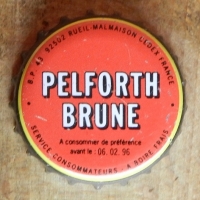 B.P. 43 92502 RUEIL MALMAISON CEDEX FRANCE
PELFORTH
BRUNE
A consommer de préférence
avant le : 06. 02. 96
SERVICE CONSOMMATEURS - A BOIRE FRAIS